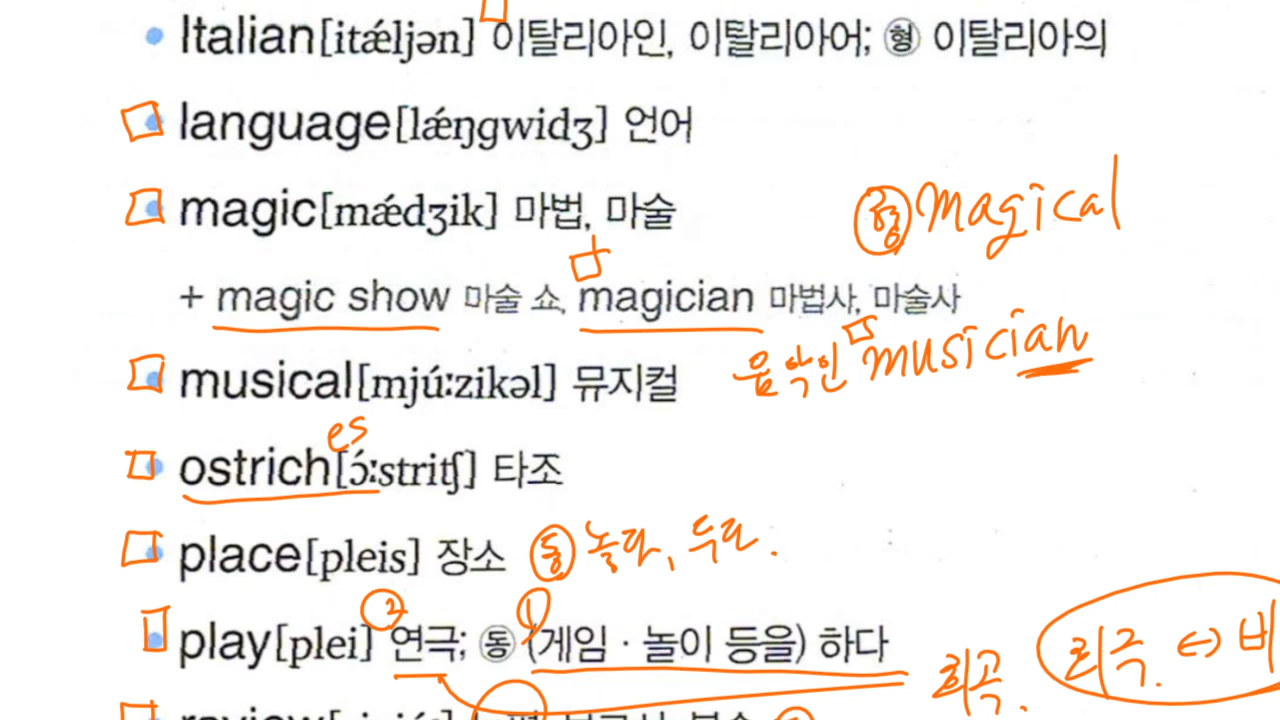 Italian[itǽljən] 이탈리아인, 이탈리아어; 형 이탈리아의
language[lǽŋgwidʒ] 언어
magic[mǽdʒik] 마법, 마술
형 magical
+ magic show 마술 쇼, magician 마법사, 마술사
음악인 musician
musical[mjú:zikəl] 뮤지컬
es
ostrich[ɔ́:stritʃ] 타조
place[pleis] 장소 동 놓다, 두다.
2 1
play[plei] 연극; 동 (게임 · 놀이 등을) 하다
희곡. 희극. ↔ 비